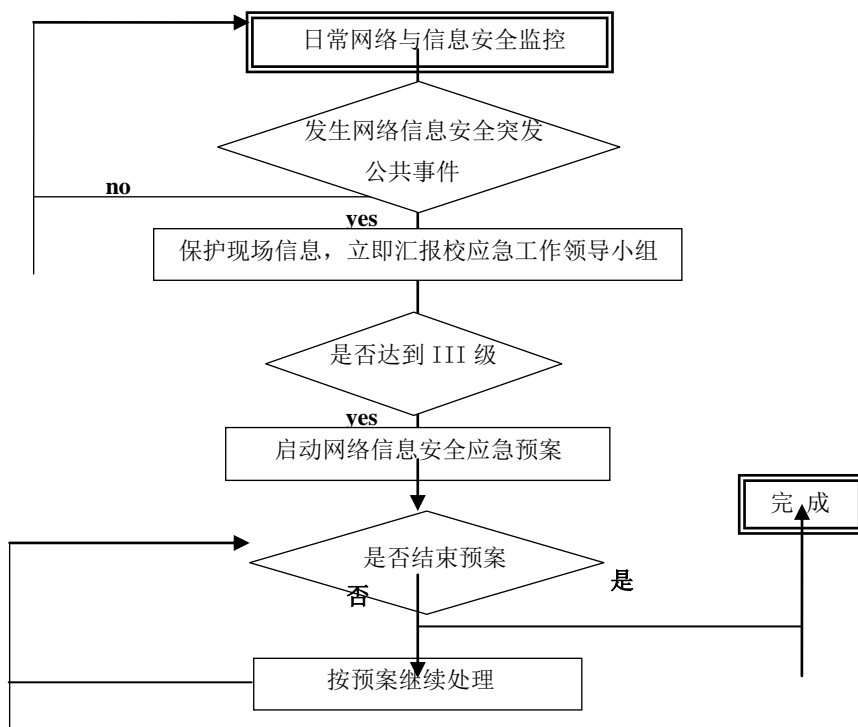 日常网络与信息安全监控
发生网络信息安全突发
公共事件
no
yes
保护现场信息，立即汇报校应急工作领导小组
是否达到 III 级
yes
启动网络信息安全应急预案
完 成
是否结束预案
否
是
按预案继续处理